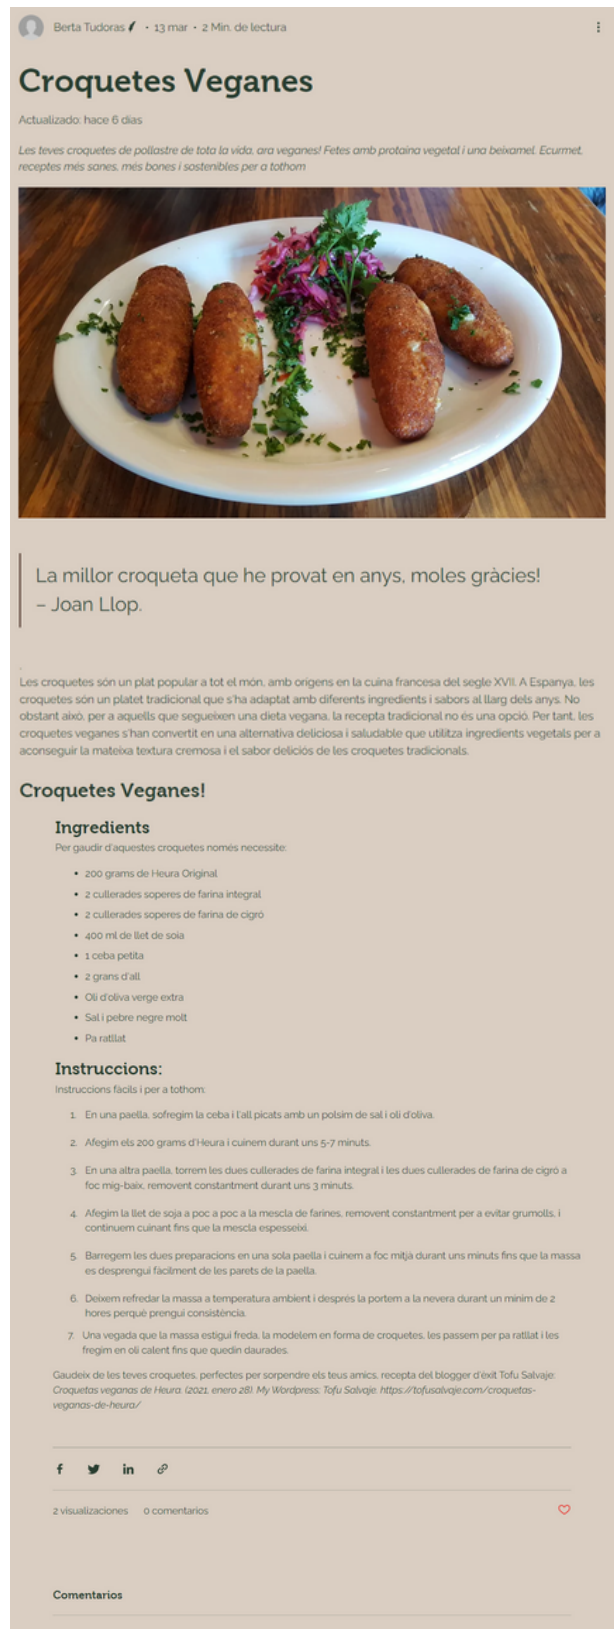 Berta Tudoras · 13 mar · 2 Min. de lectura
Croquetes Veganes
Actualizado: hace 6 días
Les teves croquetes de pollastre de tota la vida, ara veganes! Fetes amb protaína vegetal i una beixamel. Ecurmet,
receptes més sanes, més bones i sostenibles per a tothom
La millor croqueta que he provat en anys, moles gràcies!
– Joan Llop.
.
Les croquetes són un plat popular a tot el món, amb orígens en la cuina francesa del segle XVII. A Espanya, les
croquetes són un platet tradicional que s'ha adaptat amb diferents ingredients i sabors al llarg dels anys. No
obstant això, per a aquells que segueixen una dieta vegana, la recepta tradicional no és una opció. Per tant, les
croquetes veganes s'han convertit en una alternativa deliciosa i saludable que utilitza ingredients vegetals per a
aconseguir la mateixa textura cremosa i el sabor deliciós de les croquetes tradicionals.
Croquetes Veganes!
Ingredients
Per gaudir d'aquestes croquetes només necessite:
• 200 grams de Heura Original
• 2 cullerades soperes de farina integral
• 2 cullerades soperes de farina de cigró
• 400 ml de llet de soia
• 1 ceba petita
• 2 grans d'all
• Oli d'oliva verge extra
• Sal i pebre negre molt
• Pa ratllat
Instruccions:
Instruccions fàcils i per a tothom:
1. En una paella, sofregim la ceba i l'all picats amb un polsim de sal i oli d'oliva.
2. Afegim els 200 grams d'Heura i cuinem durant uns 5-7 minuts.
3. En una altra paella, torrem les dues cullerades de farina integral i les dues cullerades de farina de cigró a
foc mig-baix, removent constantment durant uns 3 minuts.
4. Afegim la llet de soja a poc a poc a la mescla de farines, removent constantment per a evitar grumolls, i
continuem cuinant fins que la mescla espesseixi.
5. Barregem les dues preparacions en una sola paella i cuinem a foc mitjà durant uns minuts fins que la massa
es desprengui fàcilment de les parets de la paella.
6. Deixem refredar la massa a temperatura ambient i després la portem a la nevera durant un mínim de 2
hores perquè prengui consistència.
7. Una vegada que la massa estigui freda, la modelem en forma de croquetes, les passem per pa ratllat i les
fregim en oli calent fins que quedin daurades.
Gaudeix de les teves croquetes, perfectes per sorpendre els teus amics, recepta del blogger d'èxit Tofu Salvaje:
Croquetas veganas de Heura. (2021, enero 28). My Wordpress; Tofu Salvaje. https://tofusalvaje.com/croquetas-
veganas-de-heura/
2 visualizaciones 0 comentarios
Comentarios